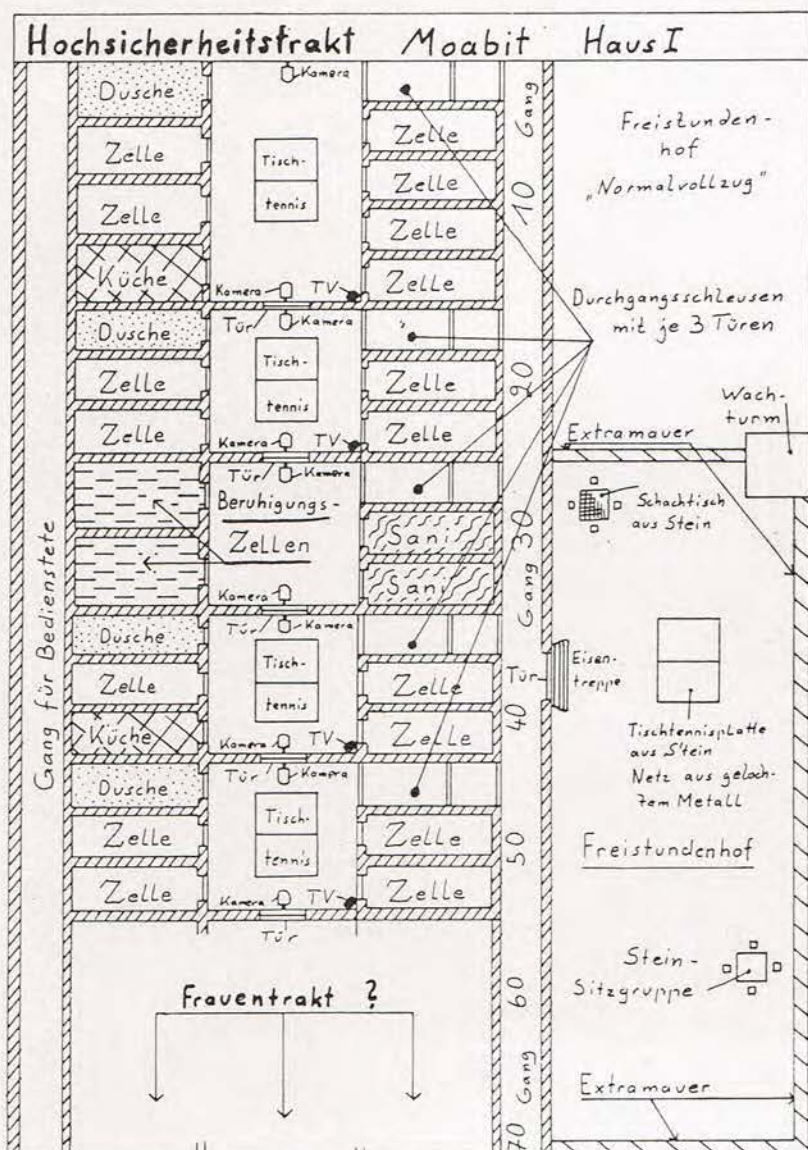 Hochsicherheitstrakt Moabit Haus I
Gang für Bedienstete
Dusche
Zelle
Zelle
Küche
Kamera
Tisch-
tennis
Kamera
TV
Zelle
Zelle
Zelle
Zelle
Gang
10
Dusche
Zelle
Zelle
Tür
Kamera
Tisch-
tennis
Kamera
TV
Zelle
Zelle
20
Tür
Kamera
Beruhigungs-
Zellen
Kamera
Sani
Sani
30
Gang
Dusche
Zelle
Küche
Tür
Kamera
Tisch-
tennis
Kamera
TV
Zelle
Zelle
Tür
40
Dusche
Zelle
Zelle
Tür
Kamera
Tisch-
tennis
Kamera
TV
Zelle
Zelle
50
Tür
Frauentrakt ?
60
Gang
70
Freistunden-
hof
"Normalvollzug"
Durchgangsschleusen
mit je 3 Türen
Wach-
turm
Extramauer
Schachtisch
aus Stein
Eisen-
treppe
Tischtennisplatte
aus Stein
Netz aus geloch-
tem Metall
Freistundenhof
Stein-
Sitzgruppe
Extramauer